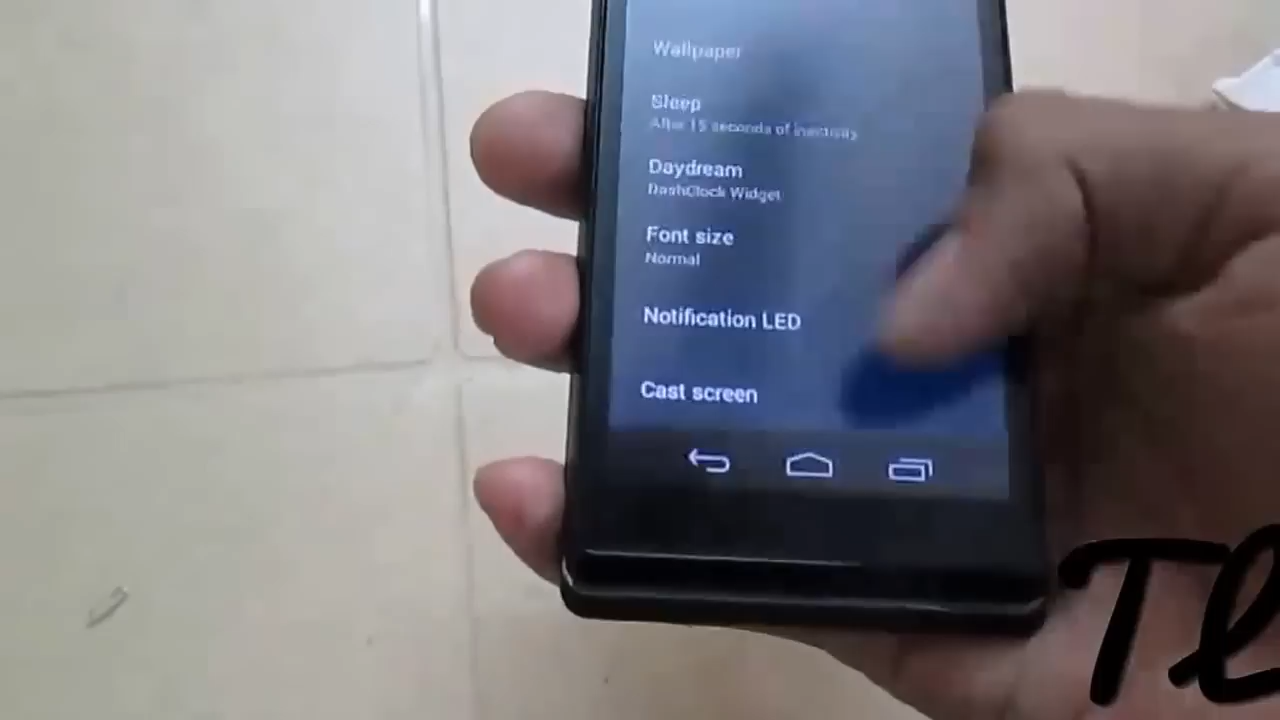 Wallpaper
Sleep
After 15 seconds of inactivity
Daydream
DashClock Widget
Font size
Normal
Notification LED
Cast screen